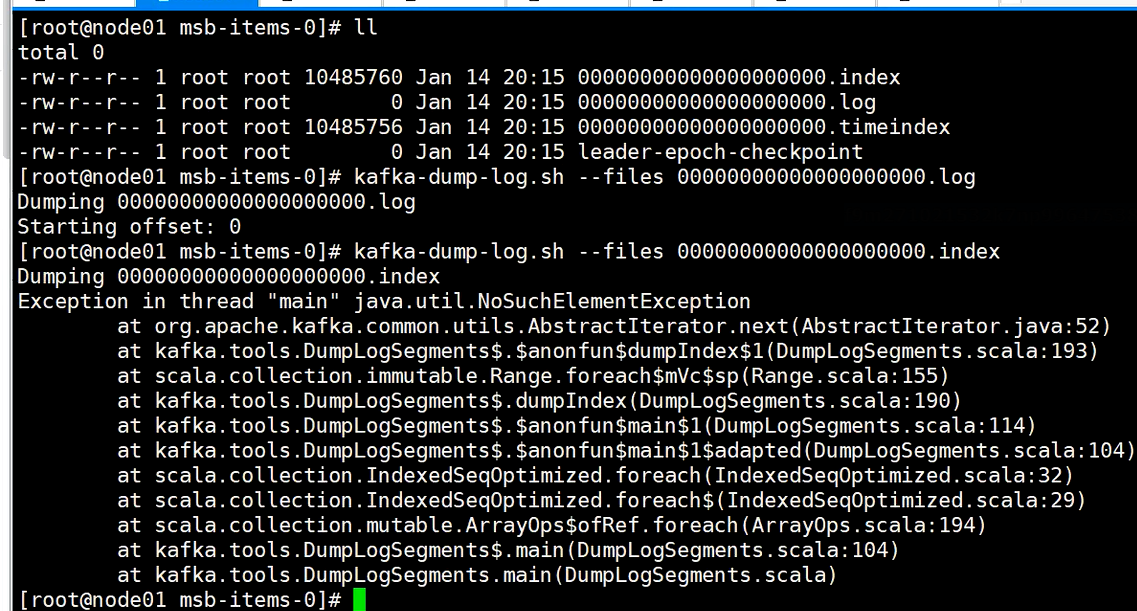 [root@node01 msb-items-0]# ll
total 0
-rw-r--r-- 1 root root 10485760 Jan 14 20:15 00000000000000000000.index
-rw-r--r-- 1 root root        0 Jan 14 20:15 00000000000000000000.log
-rw-r--r-- 1 root root 10485756 Jan 14 20:15 00000000000000000000.timeindex
-rw-r--r-- 1 root root        0 Jan 14 20:15 leader-epoch-checkpoint
[root@node01 msb-items-0]# kafka-dump-log.sh --files 00000000000000000000.log
Dumping 00000000000000000000.log
Starting offset: 0
[root@node01 msb-items-0]# kafka-dump-log.sh --files 00000000000000000000.index
Dumping 00000000000000000000.index
Exception in thread "main" java.util.NoSuchElementException
        at org.apache.kafka.common.utils.AbstractIterator.next(AbstractIterator.java:52)
        at kafka.tools.DumpLogSegments$.$anonfun$dumpIndex$1(DumpLogSegments.scala:193)
        at scala.collection.immutable.Range.foreach$mVc$sp(Range.scala:155)
        at kafka.tools.DumpLogSegments$.dumpIndex(DumpLogSegments.scala:190)
        at kafka.tools.DumpLogSegments$.$anonfun$main$1(DumpLogSegments.scala:114)
        at kafka.tools.DumpLogSegments$.$anonfun$main$1$adapted(DumpLogSegments.scala:104)
        at scala.collection.IndexedSeqOptimized.foreach(IndexedSeqOptimized.scala:32)
        at scala.collection.IndexedSeqOptimized.foreach$(IndexedSeqOptimized.scala:29)
        at scala.collection.mutable.ArrayOps$ofRef.foreach(ArrayOps.scala:194)
        at kafka.tools.DumpLogSegments$.main(DumpLogSegments.scala:104)
        at kafka.tools.DumpLogSegments.main(DumpLogSegments.scala)
[root@node01 msb-items-0]#